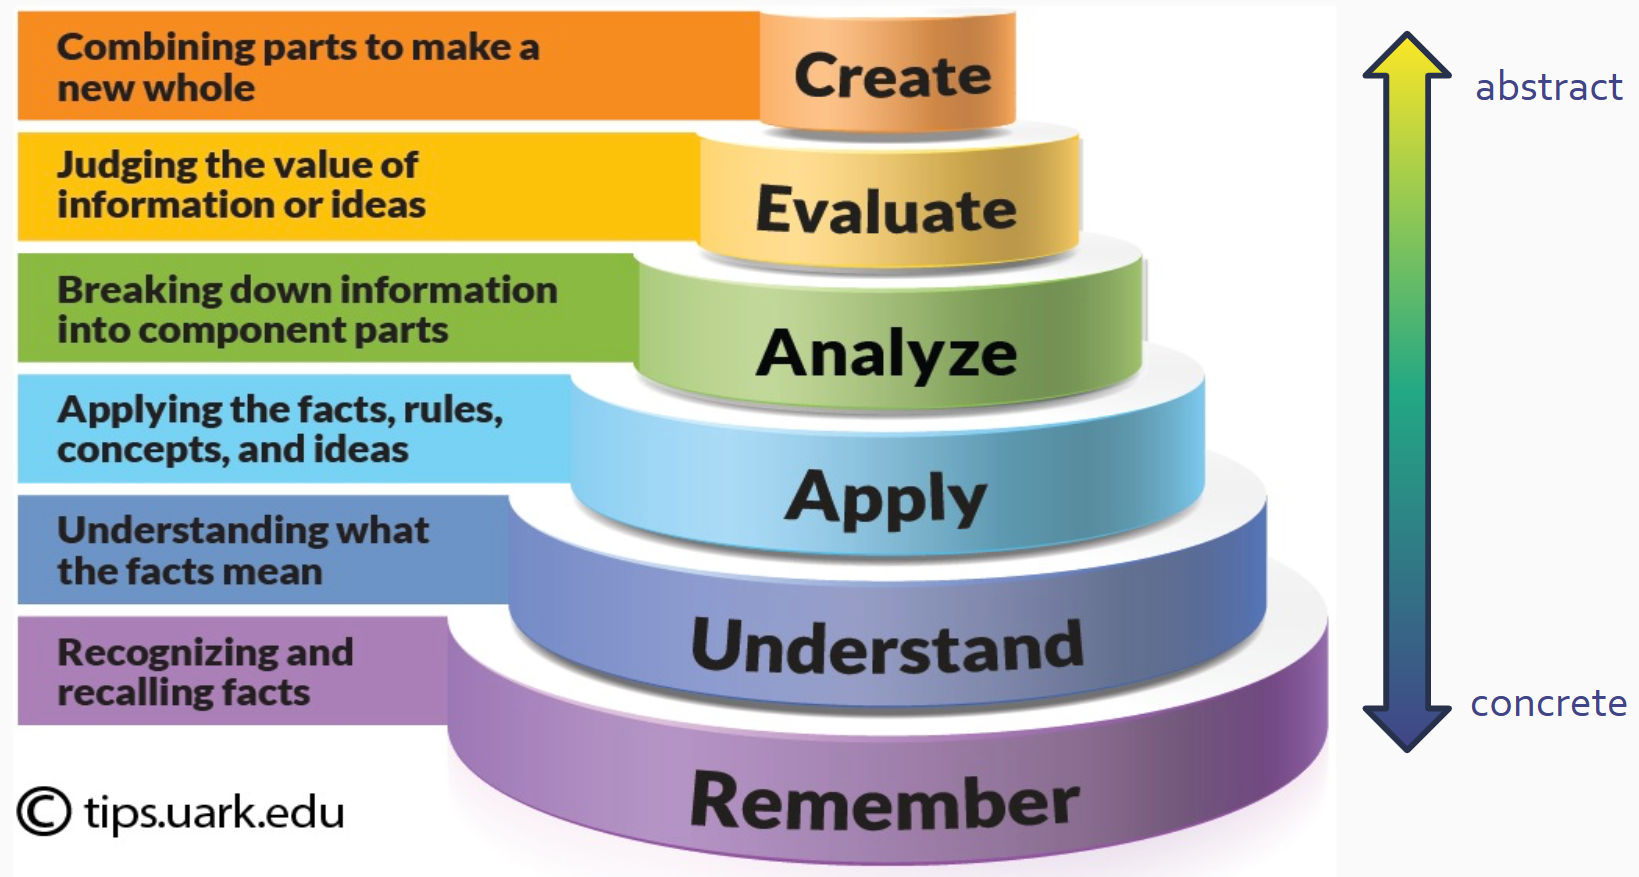 Combining parts to make a
new whole
Create
Judging the value of
information or ideas
Evaluate
Breaking down information
into component parts
Analyze
Applying the facts, rules,
concepts, and ideas
Apply
Understanding what
the facts mean
Understand
Recognizing and
recalling facts
Remember
© tips.uark.edu
abstract
concrete